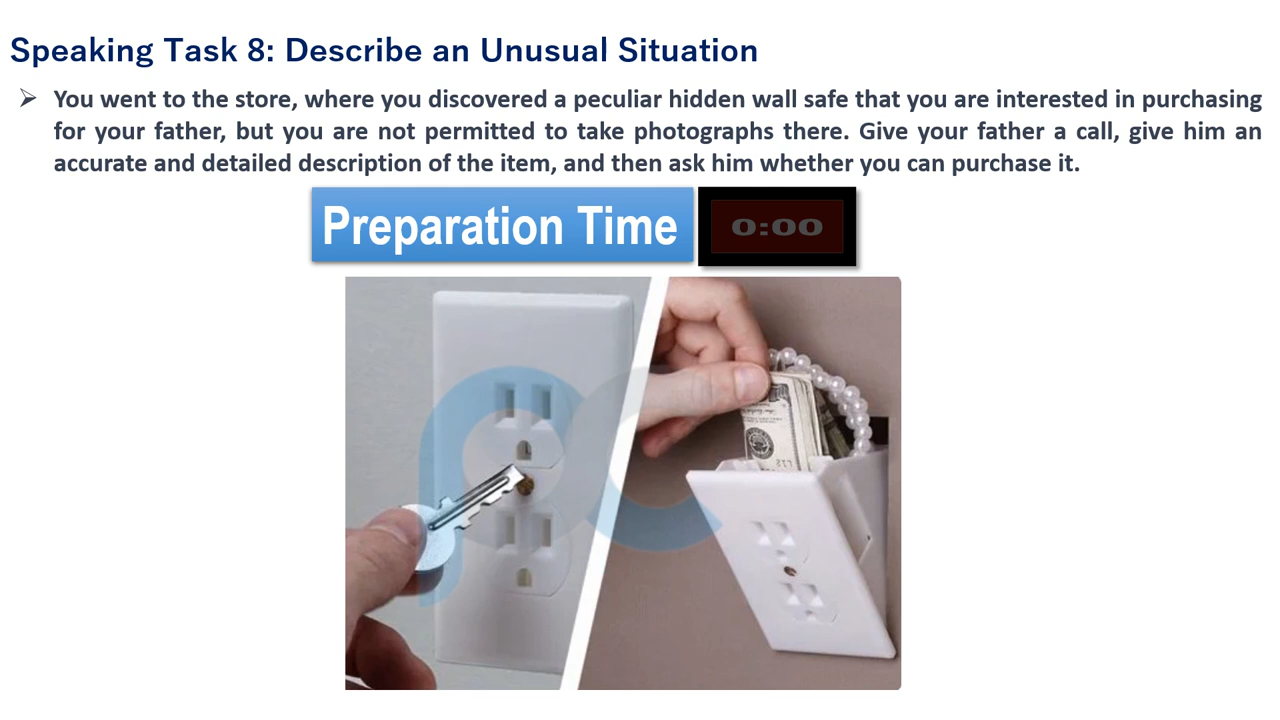 Speaking Task 8: Describe an Unusual Situation
You went to the store, where you discovered a peculiar hidden wall safe that you are interested in purchasing
for your father, but you are not permitted to take photographs there. Give your father a call, give him an
accurate and detailed description of the item, and then ask him whether you can purchase it.
Preparation Time 0:00